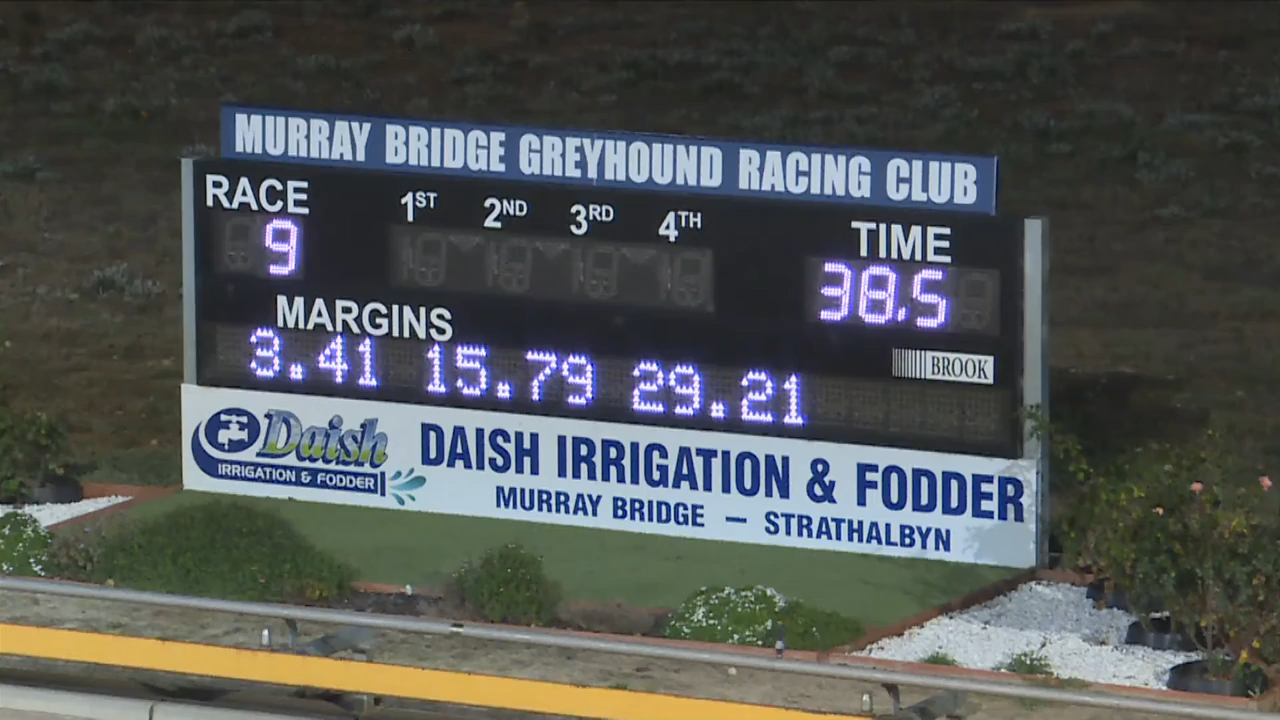 MURRAY BRIDGE GREYHOUND RACING CLUB
RACE 1ST 2ND 3RD 4TH TIME
9 38.5
MARGINS
3.41 15.79 29.21
BROOK
Daish
IRRIGATION & FODDER
DAISH IRRIGATION & FODDER
MURRAY BRIDGE – STRATHALBYN